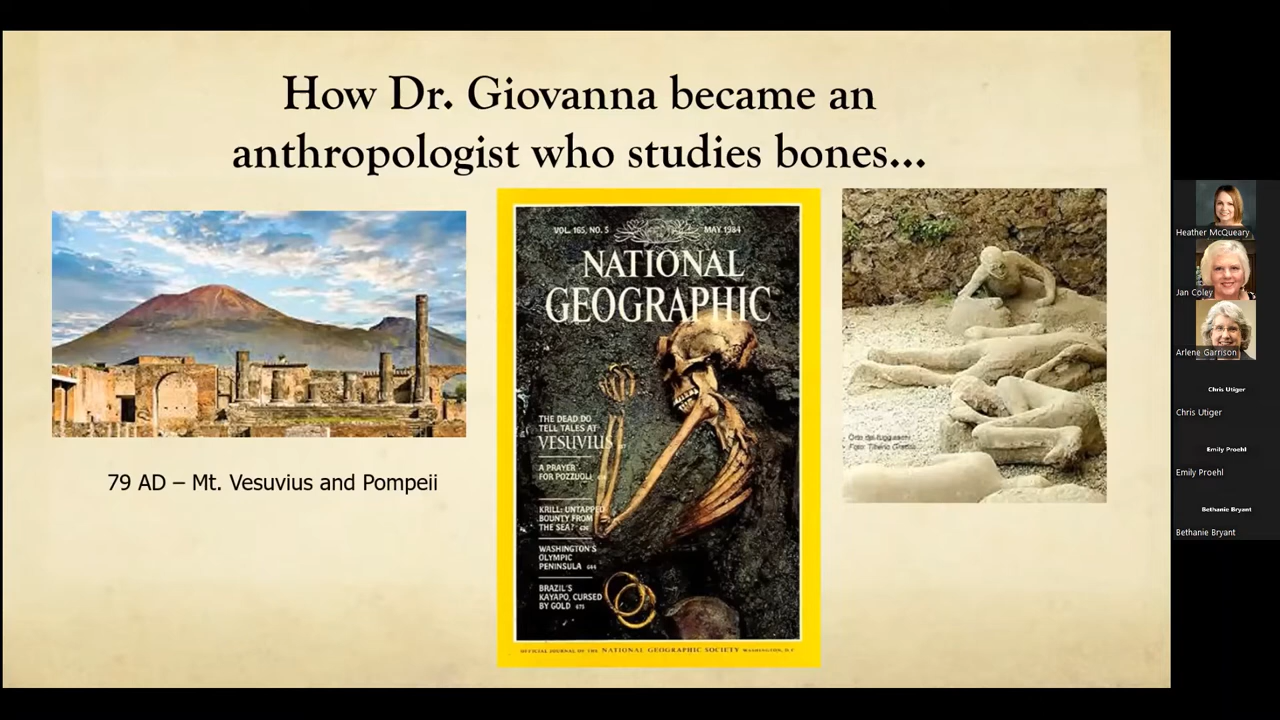 How Dr. Giovanna became an
anthropologist who studies bones...
79 AD – Mt. Vesuvius and Pompeii
VOL. 165, NO. 5
MAY 1984
NATIONAL
GEOGRAPHIC
THE DEAD DO
TELL TALES AT
VESUVIUS
A PRAYER
FOR POZZUOLI
KRILL: UNTAPPED
BOUNTY FROM
THE SEA?
WASHINGTON'S
OLYMPIC
PENINSULA 644
BRAZIL'S
KAYAPO, CURSED
BY GOLD 675
OFFICIAL JOURNAL OF THE NATIONAL GEOGRAPHIC SOCIETY WASHINGTON, D.C.
Heather McQueary
Jan Coley
Arlene Garrison
Chris Utiger
Chris Utiger
Emily Proehl
Emily Proehl
Bethanie Bryant
Bethanie Bryant